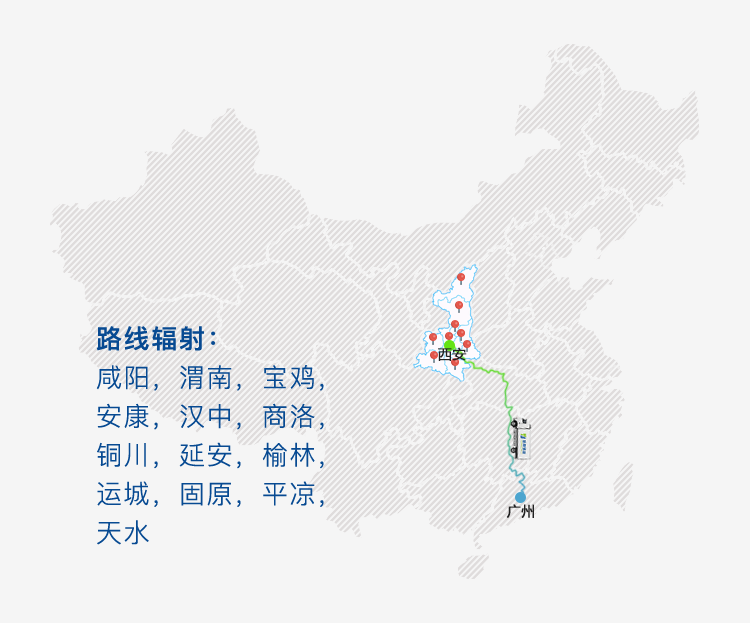 西安
路线辐射：
咸阳，渭南，宝鸡，
安康，汉中，商洛，
铜川，延安，榆林，
运城，固原，平凉，
天水
广州